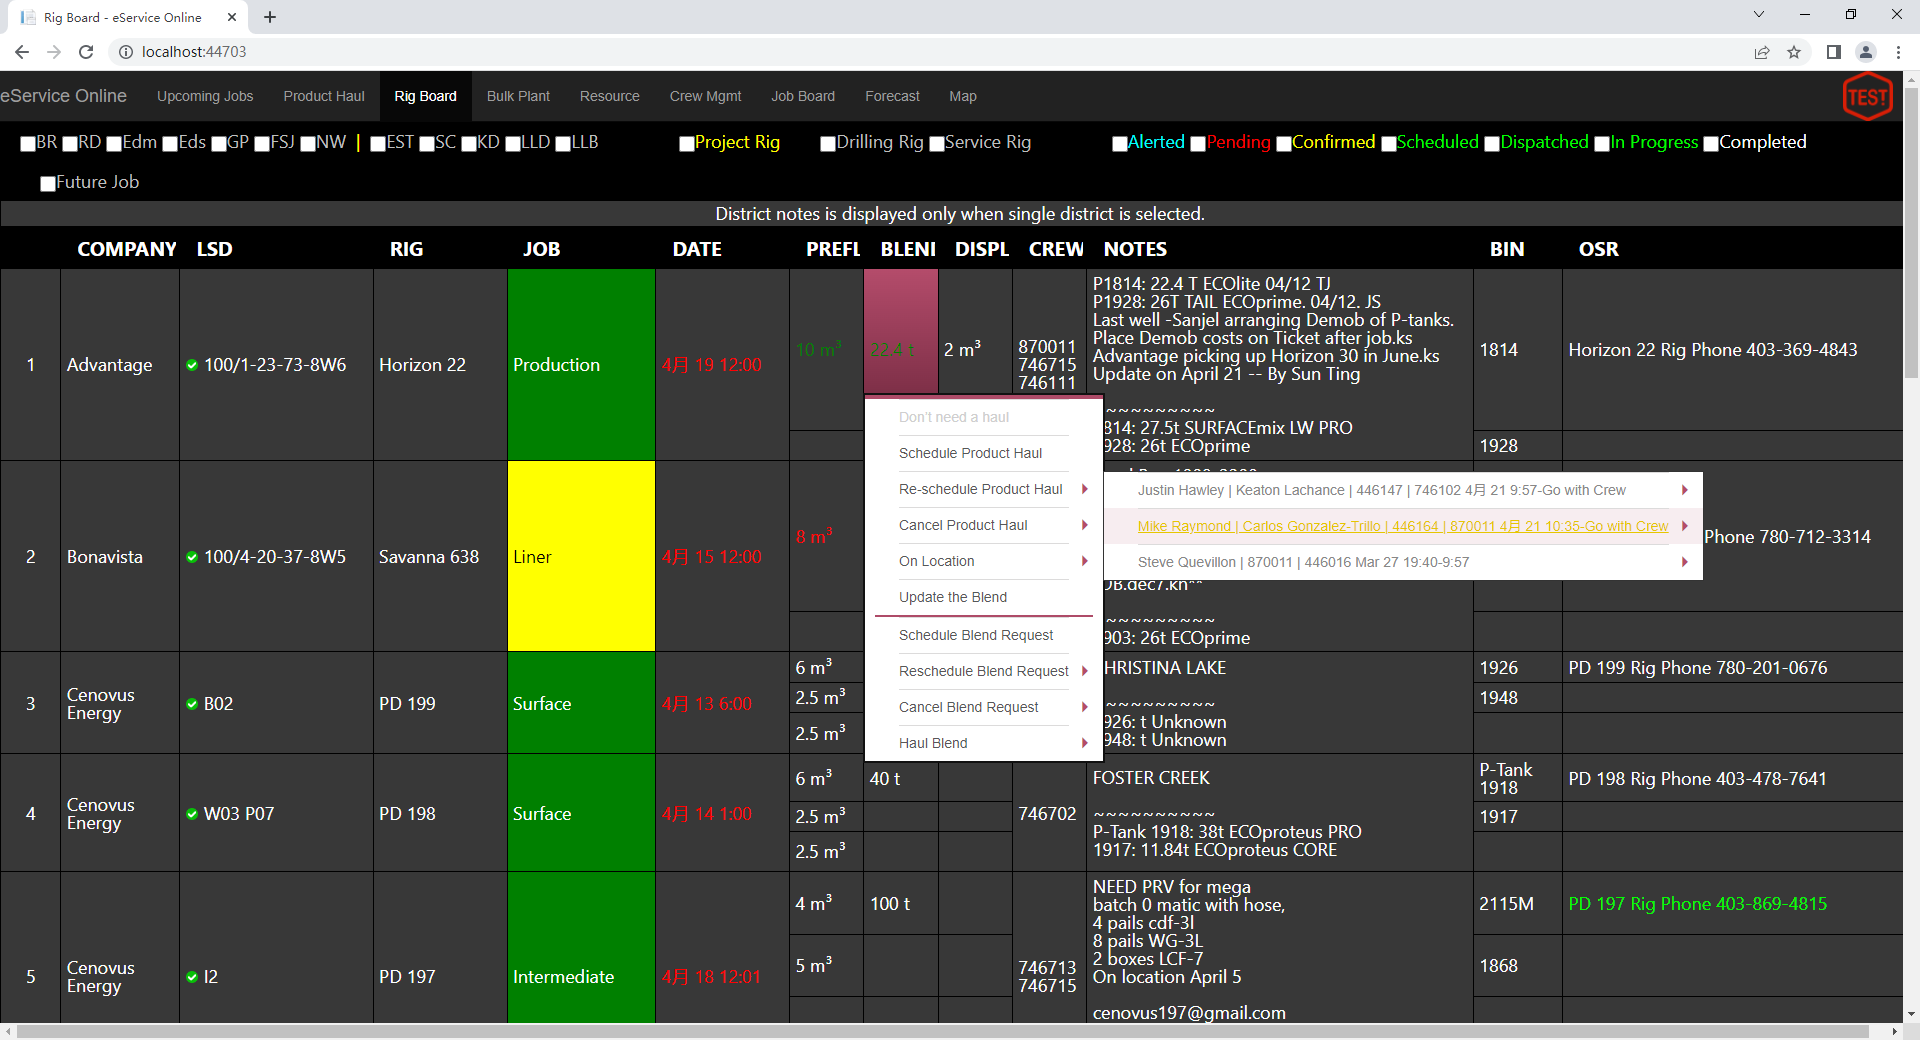 Rig Board - eService Online
localhost:44703
eService Online
Upcoming Jobs
Product Haul
Rig Board
Bulk Plant
Resource
Crew Mgmt
Job Board
Forecast
Map
TEST!
BR RD Edm Eds GP FSJ NW | EST SC KD LLD LLB
Project Rig
Drilling Rig Service Rig
Alerted Pending Confirmed Scheduled Dispatched In Progress Completed
Future Job
District notes is displayed only when single district is selected.
COMPANY LSD RIG JOB DATE PREFL BLENI DISPL CREW NOTES BIN OSR
1
Advantage
100/1-23-73-8W6
Horizon 22
Production
4月 19 12:00
10 m³
22.4 t
2 m³
870011
746715
746111
P1814: 22.4 T ECOlite 04/12 TJ
P1928: 26T TAIL ECOprime. 04/12. JS
Last well -Sanjel arranging Demob of P-tanks.
Place Demob costs on Ticket after job.ks
Advantage picking up Horizon 30 in June.ks
Update on April 21 -- By Sun Ting
~~~~~~~~~
814: 27.5t SURFACEmix LW PRO
928: 26t ECOprime
1814
1928
Horizon 22 Rig Phone 403-369-4843
Don't need a haul
Schedule Product Haul
Re-schedule Product Haul
Cancel Product Haul
On Location
Update the Blend
Schedule Blend Request
Reschedule Blend Request
Cancel Blend Request
Haul Blend
Justin Hawley | Keaton Lachance | 446147 | 746102 4月 21 9:57-Go with Crew
Mike Raymond | Carlos Gonzalez-Trillo | 446164 | 870011 4月 21 10:35-Go with Crew
Steve Quevillon | 870011 | 446016 Mar 27 19:40-9:57
2
Bonavista
100/4-20-37-8W5
Savanna 638
Liner
4月 15 12:00
8 m³
OB.dec7.kh**
~~~~~~~~~
903: 26t ECOprime
Phone 780-712-3314
3
Cenovus
Energy
B02
PD 199
Surface
4月 13 6:00
6 m³
2.5 m³
2.5 m³
HRISTINA LAKE
~~~~~~~~~
926: t Unknown
948: t Unknown
1926
1948
PD 199 Rig Phone 780-201-0676
4
Cenovus
Energy
W03 P07
PD 198
Surface
4月 14 1:00
6 m³
2.5 m³
2.5 m³
40 t
746702
FOSTER CREEK
~~~~~~~~~~
P-Tank 1918: 38t ECOproteus PRO
1917: 11.84t ECOproteus CORE
P-Tank
1918
1917
PD 198 Rig Phone 403-478-7641
5
Cenovus
Energy
I2
PD 197
Intermediate
4月 18 12:01
4 m³
5 m³
100 t
746713
746715
NEED PRV for mega
batch 0 matic with hose,
4 pails cdf-3l
8 pails WG-3L
2 boxes LCF-7
On location April 5
cenovus197@gmail.com
2115M
1868
PD 197 Rig Phone 403-869-4815